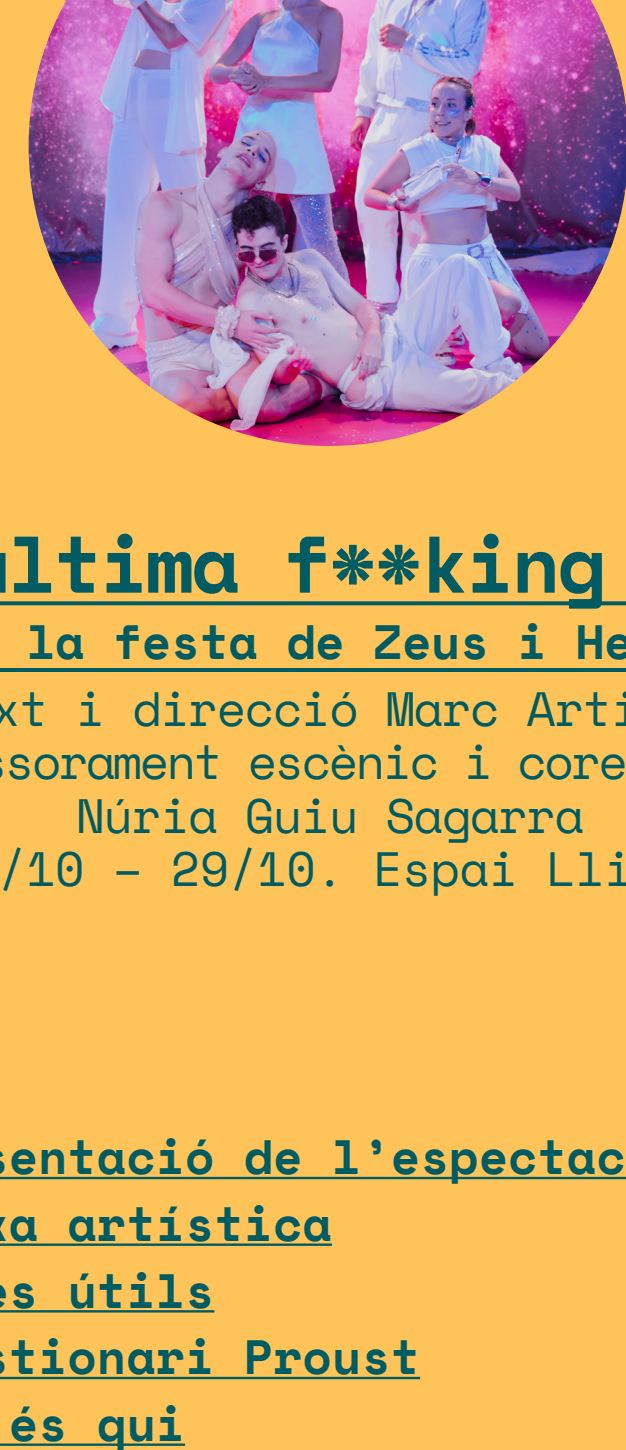 última f**king
la festa de Zeus i He
xt i direcció Marc Arti
ssorament escènic i core
Núria Guiu Sagarra
/10 – 29/10. Espai Lli
sentació de l’espectac
xa artística
es útils
stionari Proust
és qui